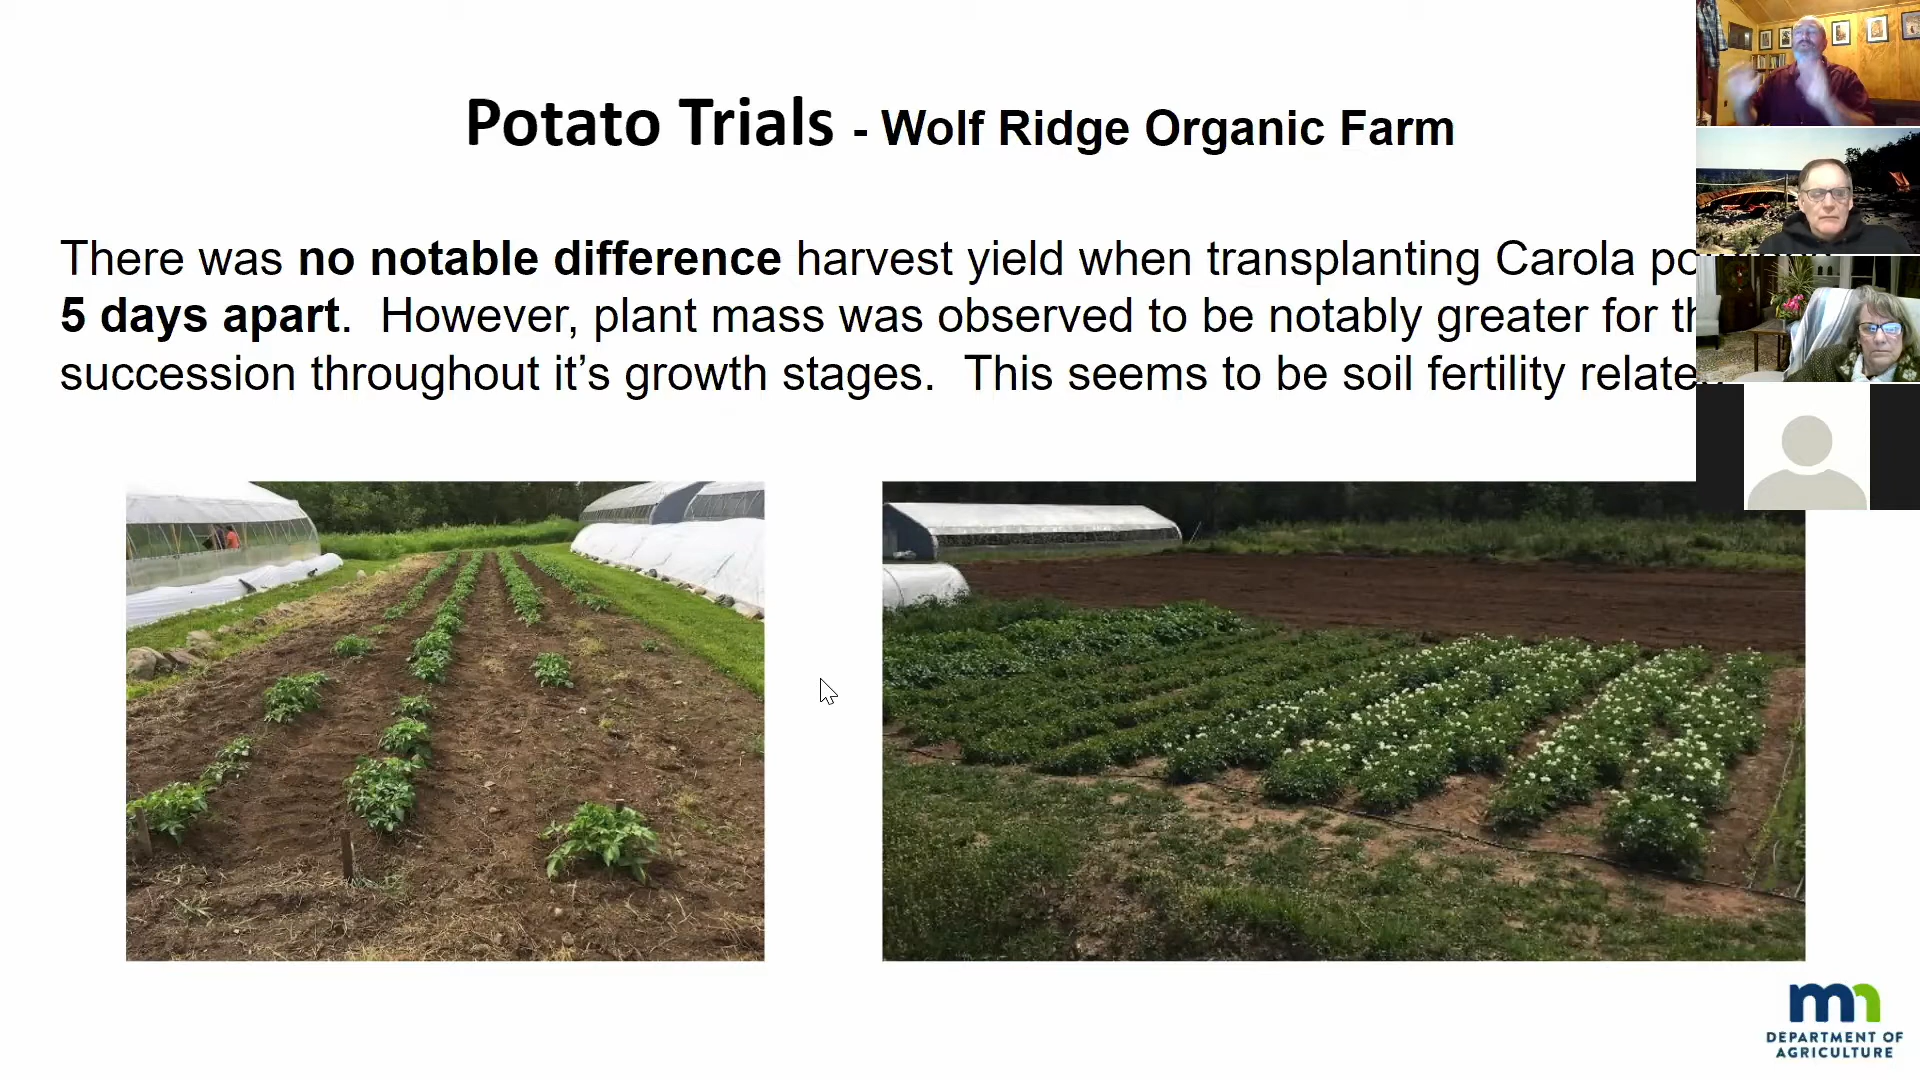 Potato Trials - Wolf Ridge Organic Farm
There was no notable difference harvest yield when transplanting Carola
5 days apart.  However, plant mass was observed to be notably greater for
succession throughout it’s growth stages.  This seems to be soil fertility
mn
DEPARTMENT OF
AGRICULTURE